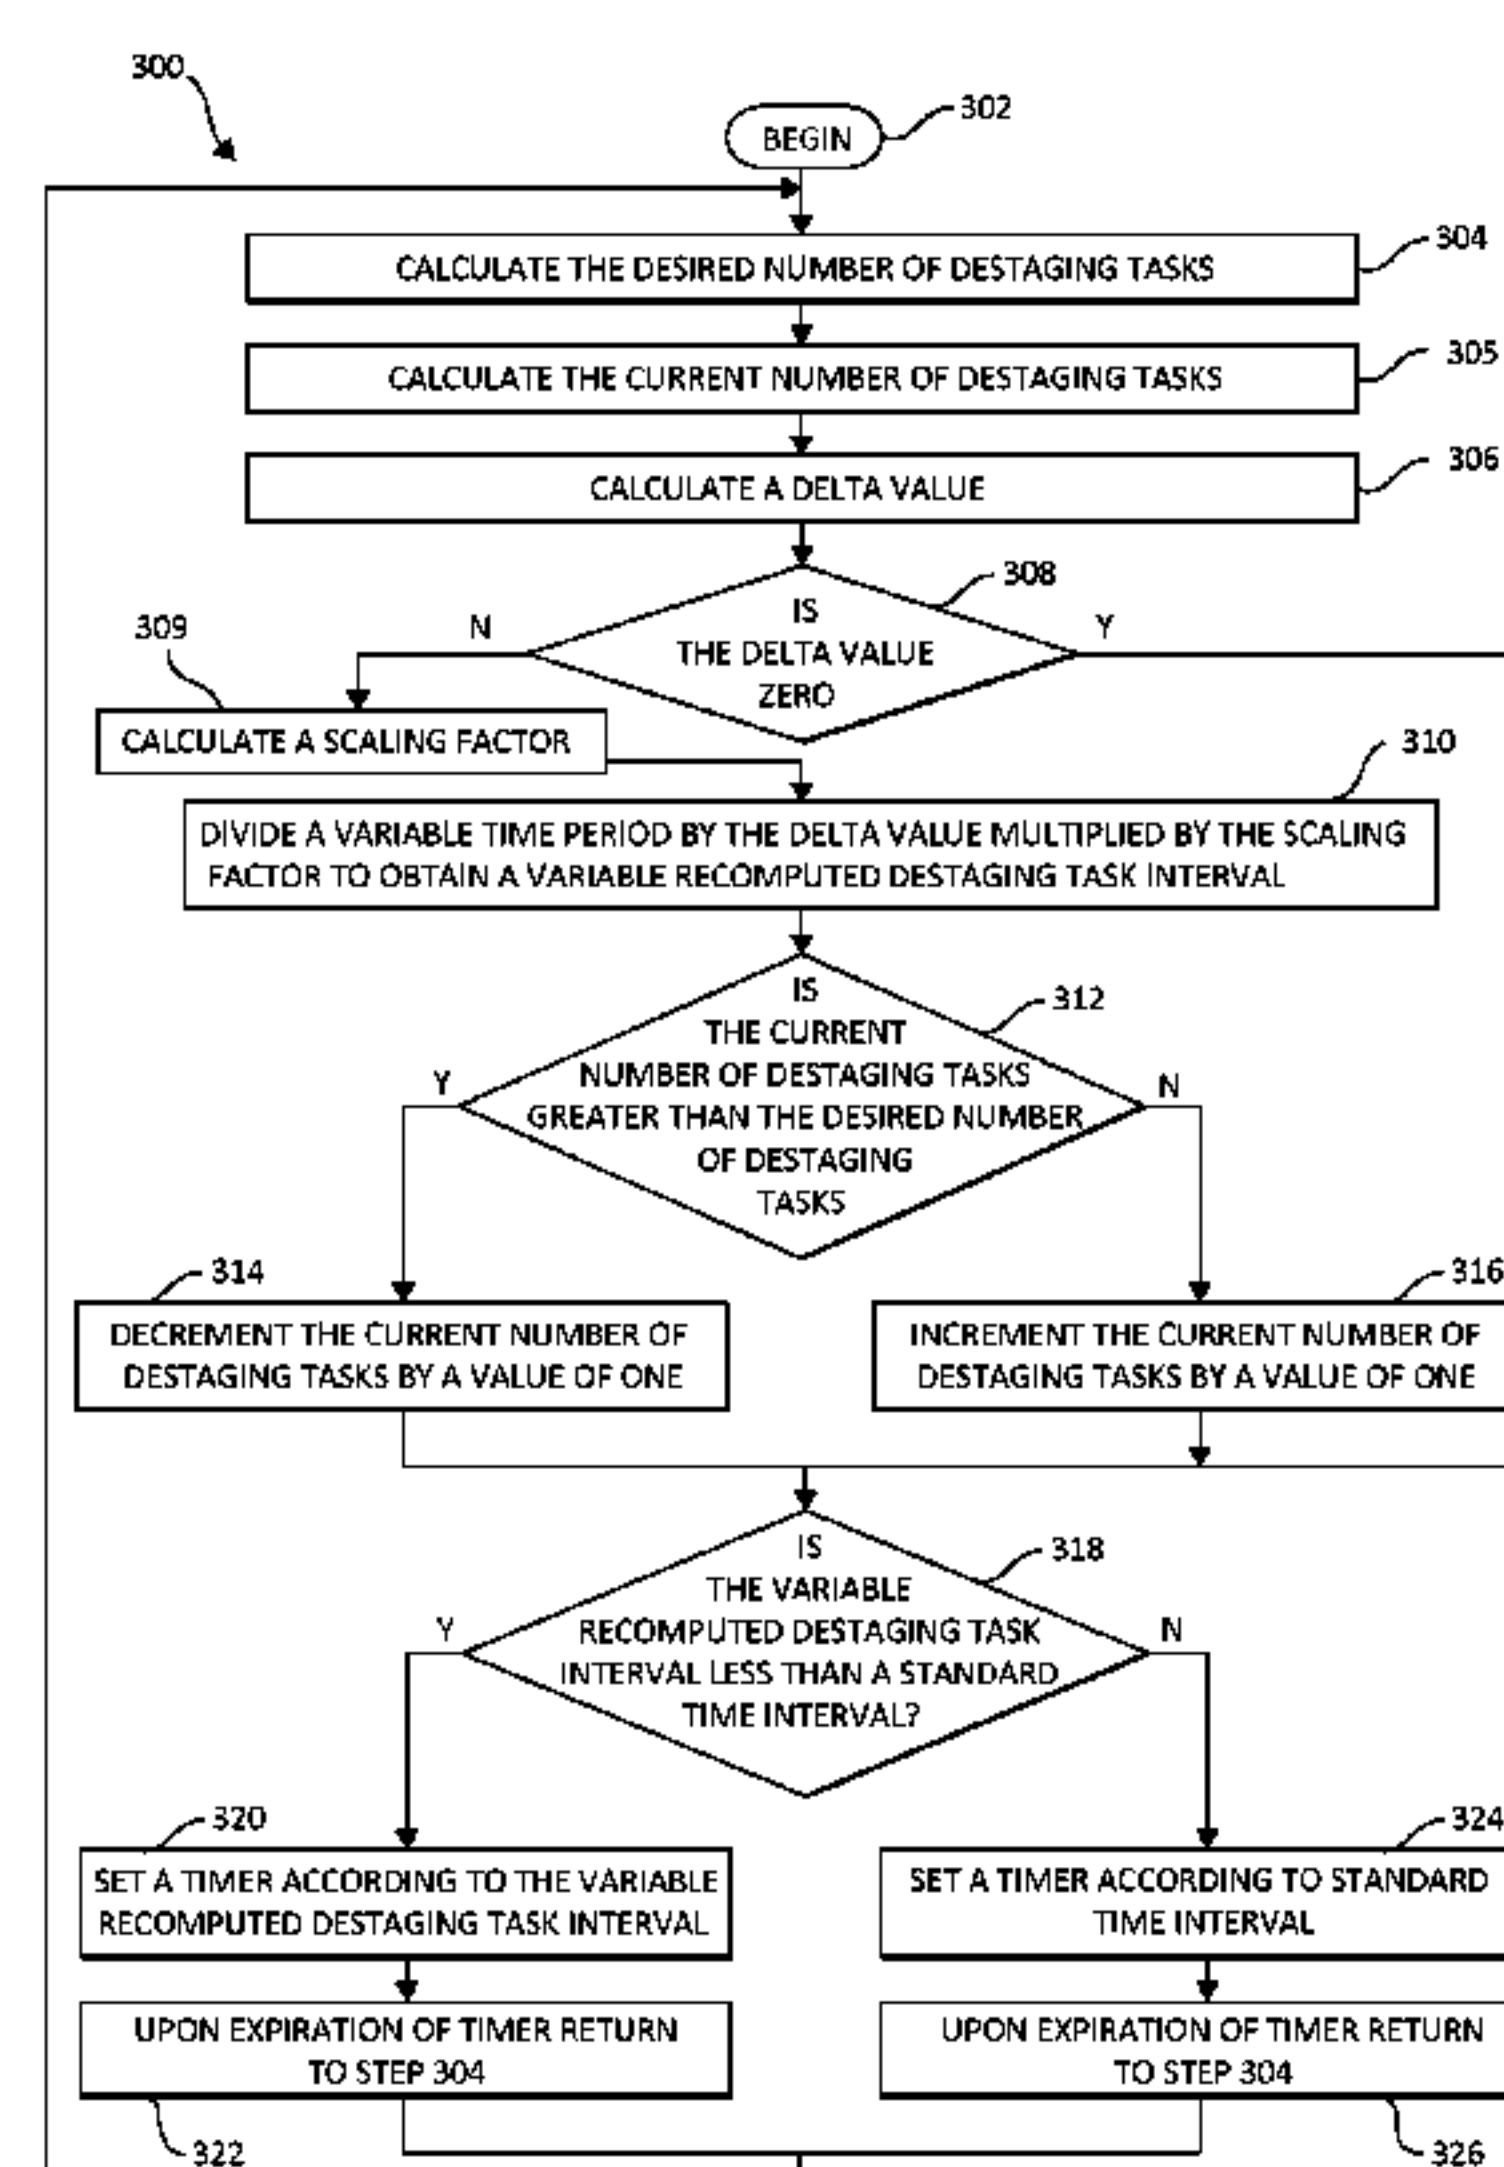 300
302
BEGIN
304
CALCULATE THE DESIRED NUMBER OF DESTAGING TASKS
305
CALCULATE THE CURRENT NUMBER OF DESTAGING TASKS
306
CALCULATE A DELTA VALUE
308
IS
THE DELTA VALUE
ZERO
N
Y
309
CALCULATE A SCALING FACTOR
310
DIVIDE A VARIABLE TIME PERIOD BY THE DELTA VALUE MULTIPLIED BY THE SCALING
FACTOR TO OBTAIN A VARIABLE RECOMPUTED DESTAGING TASK INTERVAL
312
IS
THE CURRENT
NUMBER OF DESTAGING TASKS
GREATER THAN THE DESIRED NUMBER
OF DESTAGING
TASKS
Y
N
314
DECREMENT THE CURRENT NUMBER OF
DESTAGING TASKS BY A VALUE OF ONE
316
INCREMENT THE CURRENT NUMBER OF
DESTAGING TASKS BY A VALUE OF ONE
318
IS
THE VARIABLE
RECOMPUTED DESTAGING TASK
INTERVAL LESS THAN A STANDARD
TIME INTERVAL?
Y
N
320
SET A TIMER ACCORDING TO THE VARIABLE
RECOMPUTED DESTAGING TASK INTERVAL
324
SET A TIMER ACCORDING TO STANDARD
TIME INTERVAL
UPON EXPIRATION OF TIMER RETURN
TO STEP 304
322
UPON EXPIRATION OF TIMER RETURN
TO STEP 304
326